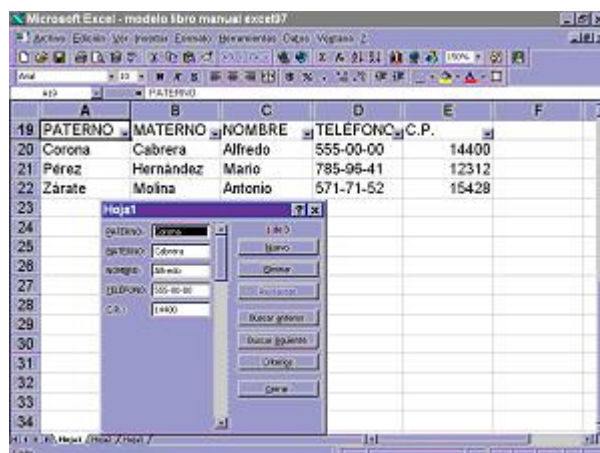 Microsoft Excel - modelo libro manual excel97
Archivo Edición Ver Insertar Formato Herramientas Datos Ventana ?
150%
Arial 10 N K S
A19 PATERNO
A B C D E F
19 PATERNO MATERNO NOMBRE TELÉFONO C.P.
20 Corona Cabrera Alfredo 555-00-00 14400
21 Pérez Hernández Mario 785-96-41 12312
22 Zárate Molina Antonio 571-71-52 15428
23
Hoja1
24 PATERNO: Corona 1 de 3
25 MATERNO: Cabrera Nuevo
26 NOMBRE: Alfredo Eliminar
27 TELÉFONO: 555-00-00 Restaurar
28 C.P.: 14400 Buscar anterior
29
30 Buscar siguiente
31 Criterios
32 Cerrar
33
34
Hoja1 Hoja2 Hoja3